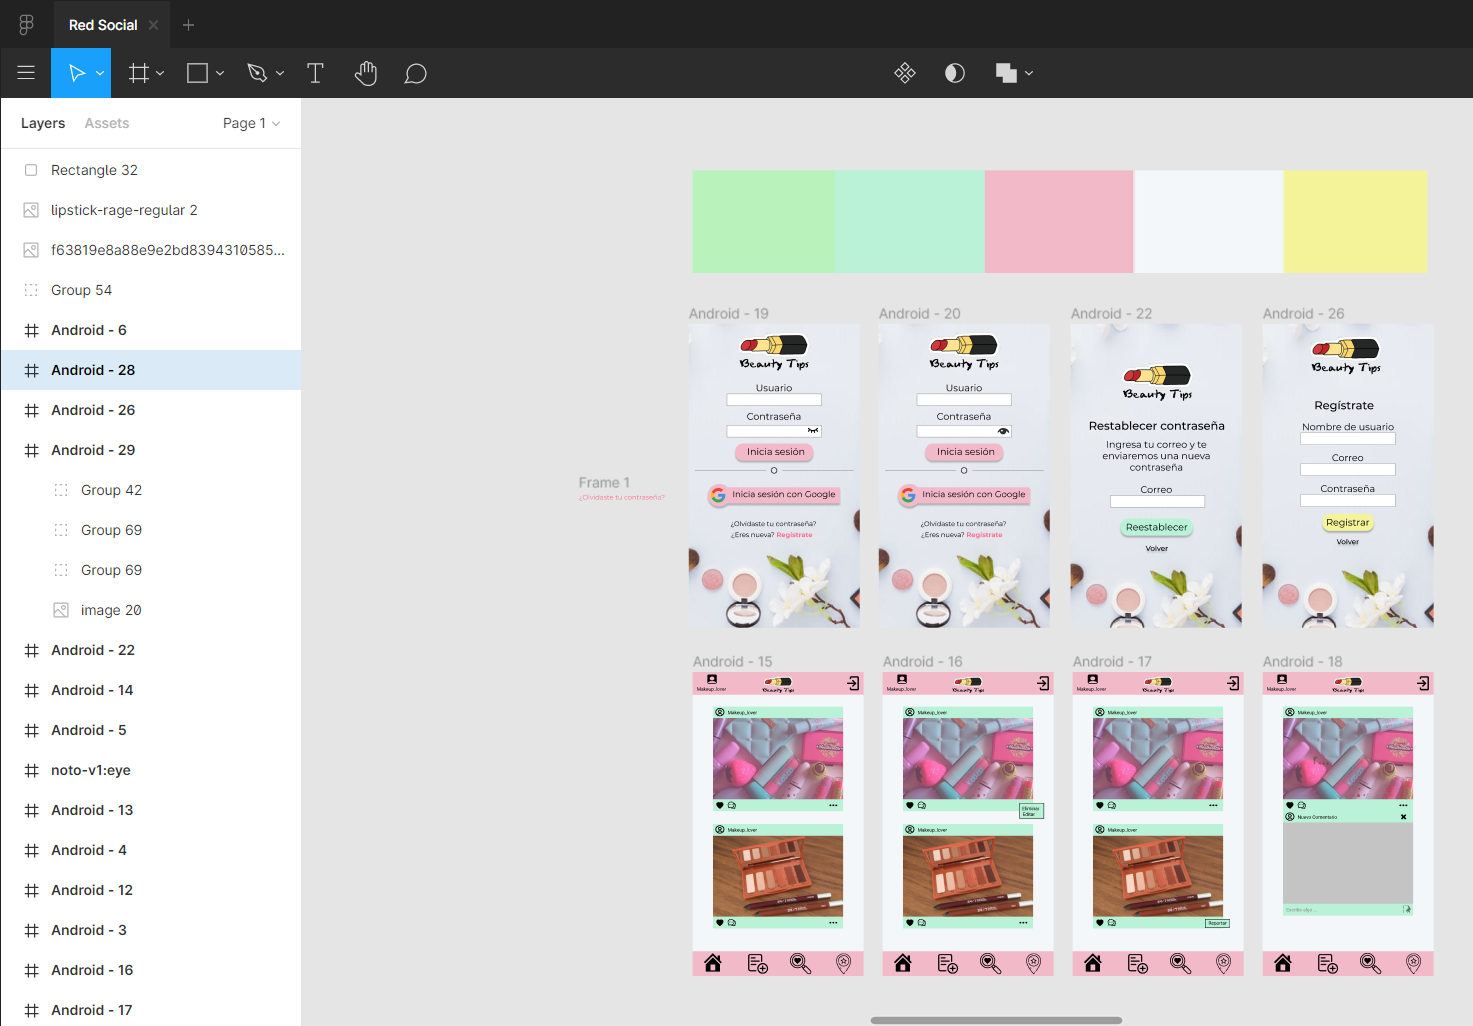 Red Social
Layers
Assets
Page 1
Rectangle 32
lipstick-rage-regular 2
f63819e8a88e9e2bd8394310585...
Group 54
Android - 6
Android - 28
Android - 26
Android - 29
Group 42
Group 69
Group 69
image 20
Android - 22
Android - 14
Android - 5
noto-v1:eye
Android - 13
Android - 4
Android - 12
Android - 3
Android - 16
Android - 17
Frame 1
¿Olvidaste tu contraseña?
Android - 19
Beauty Tips
Usuario
Contraseña
Inicia sesión
O
Inicia sesión con Google
¿Olvidaste tu contraseña?
¿Eres nueva? Regístrate
Android - 20
Beauty Tips
Usuario
Contraseña
Inicia sesión
O
Inicia sesión con Google
¿Olvidaste tu contraseña?
¿Eres nueva? Regístrate
Android - 22
Beauty Tips
Restablecer contraseña
Ingresa tu correo y te
enviaremos una nueva
contraseña
Correo
Reestablecer
Volver
Android - 26
Beauty Tips
Regístrate
Nombre de usuario
Correo
Contraseña
Registrar
Volver
Android - 15
Makeup_lover
Beauty Tips
Makeup_lover
Makeup_lover
Android - 16
Makeup_lover
Beauty Tips
Makeup_lover
Eliminar
Editar
Makeup_lover
Android - 17
Makeup_lover
Beauty Tips
Makeup_lover
Makeup_lover
Reportar
Android - 18
Makeup_lover
Beauty Tips
Makeup_lover
Nuevo Comentario
Escribe algo ...